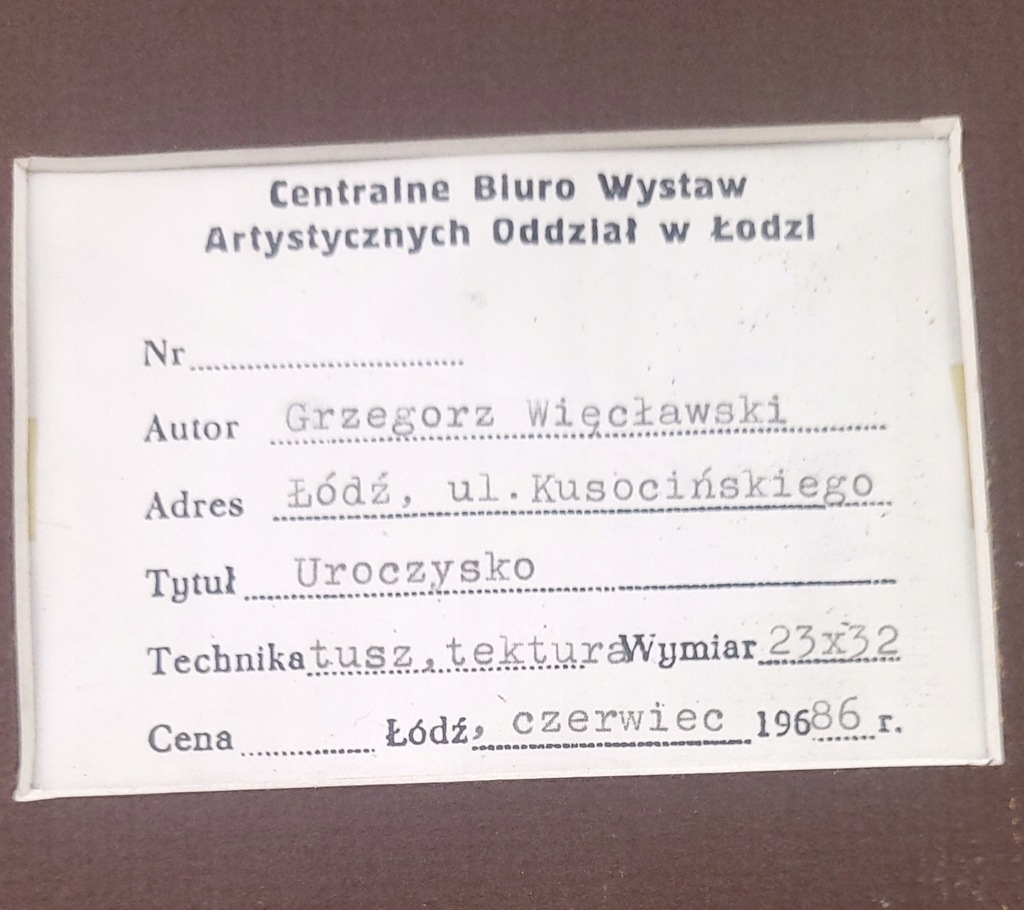 Centralne Biuro Wystaw
Artystycznych Oddział w Łodzi
Nr
Autor Grzegorz Więcławski
Adres Łódź, ul.Kusocińskiego
Tytuł Uroczysko
Technika tusz, tektura Wymiar 23x32
Cena Łódź, czerwiec 19686 r.